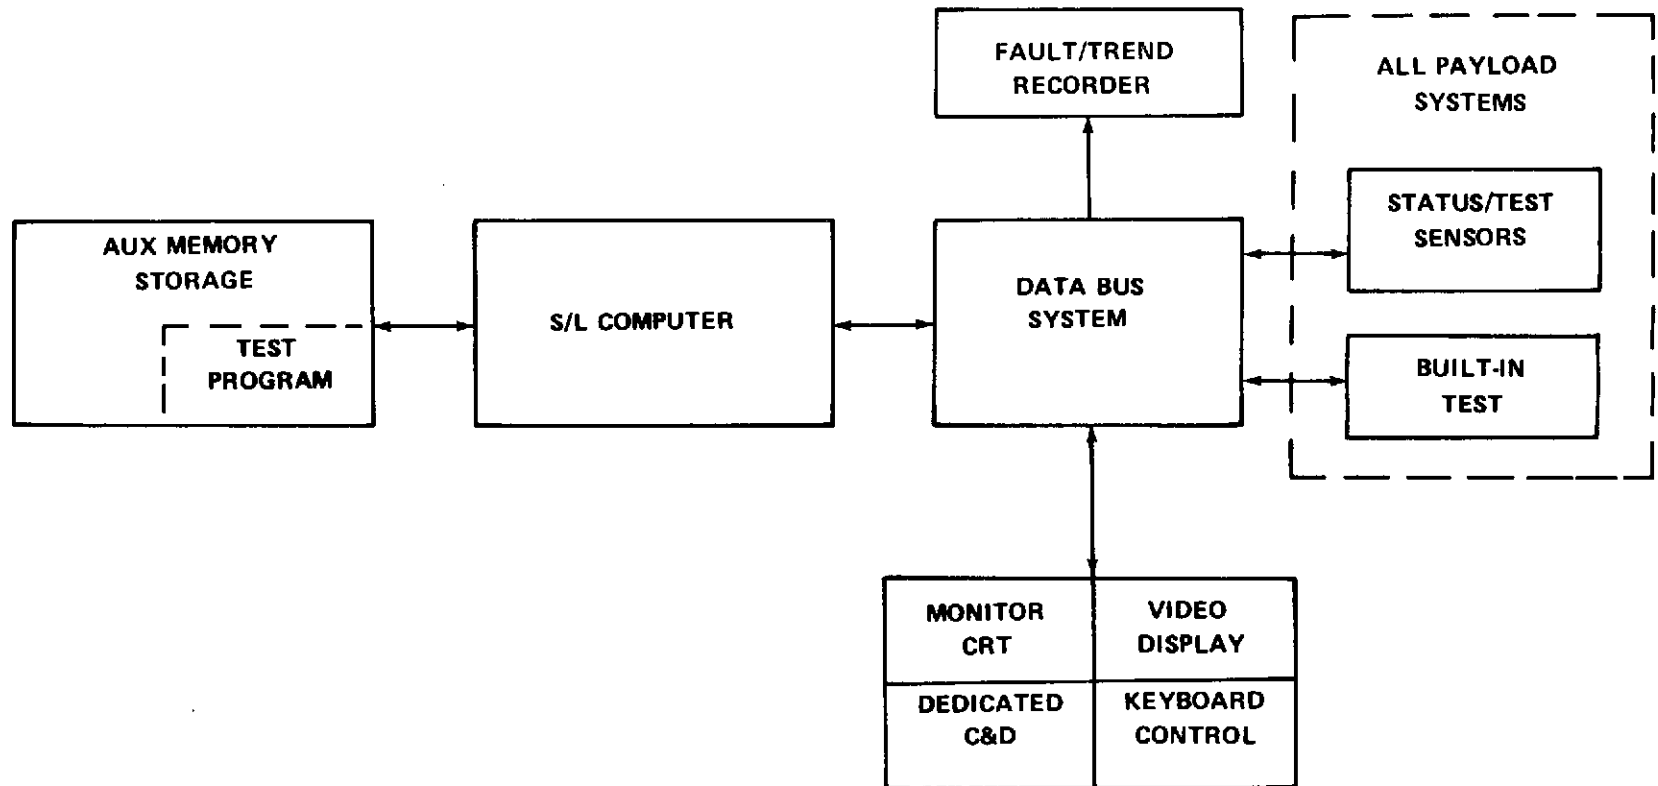 FAULT/TREND
RECORDER
ALL PAYLOAD
SYSTEMS
STATUS/TEST
SENSORS
AUX MEMORY
STORAGE
TEST
PROGRAM
S/L COMPUTER
DATA BUS
SYSTEM
BUILT-IN
TEST
MONITOR
CRT
VIDEO
DISPLAY
DEDICATED
C&D
KEYBOARD
CONTROL